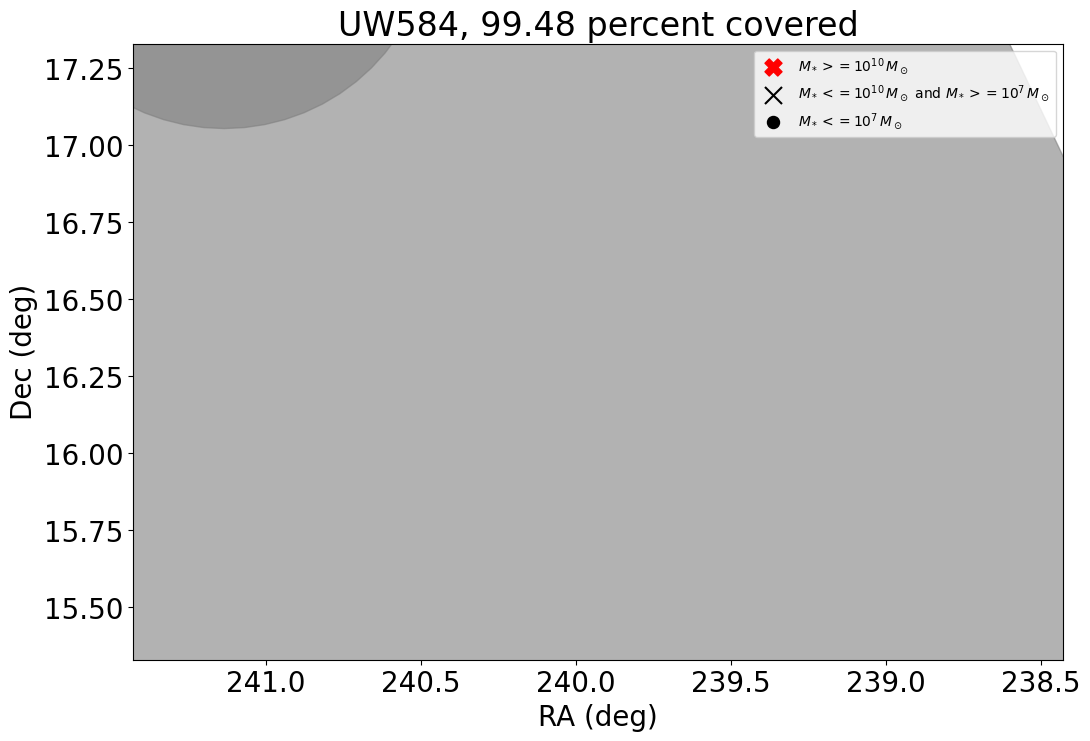 UW584, 99.48 percent covered
M* >= 10^10 M⊙
M* <= 10^10 M⊙ and M* >= 10^7 M⊙
M* <= 10^7 M⊙
17.25
17.00
16.75
16.50
16.25
16.00
15.75
15.50
Dec (deg)
241.0 240.5 240.0 239.5 239.0 238.5
RA (deg)